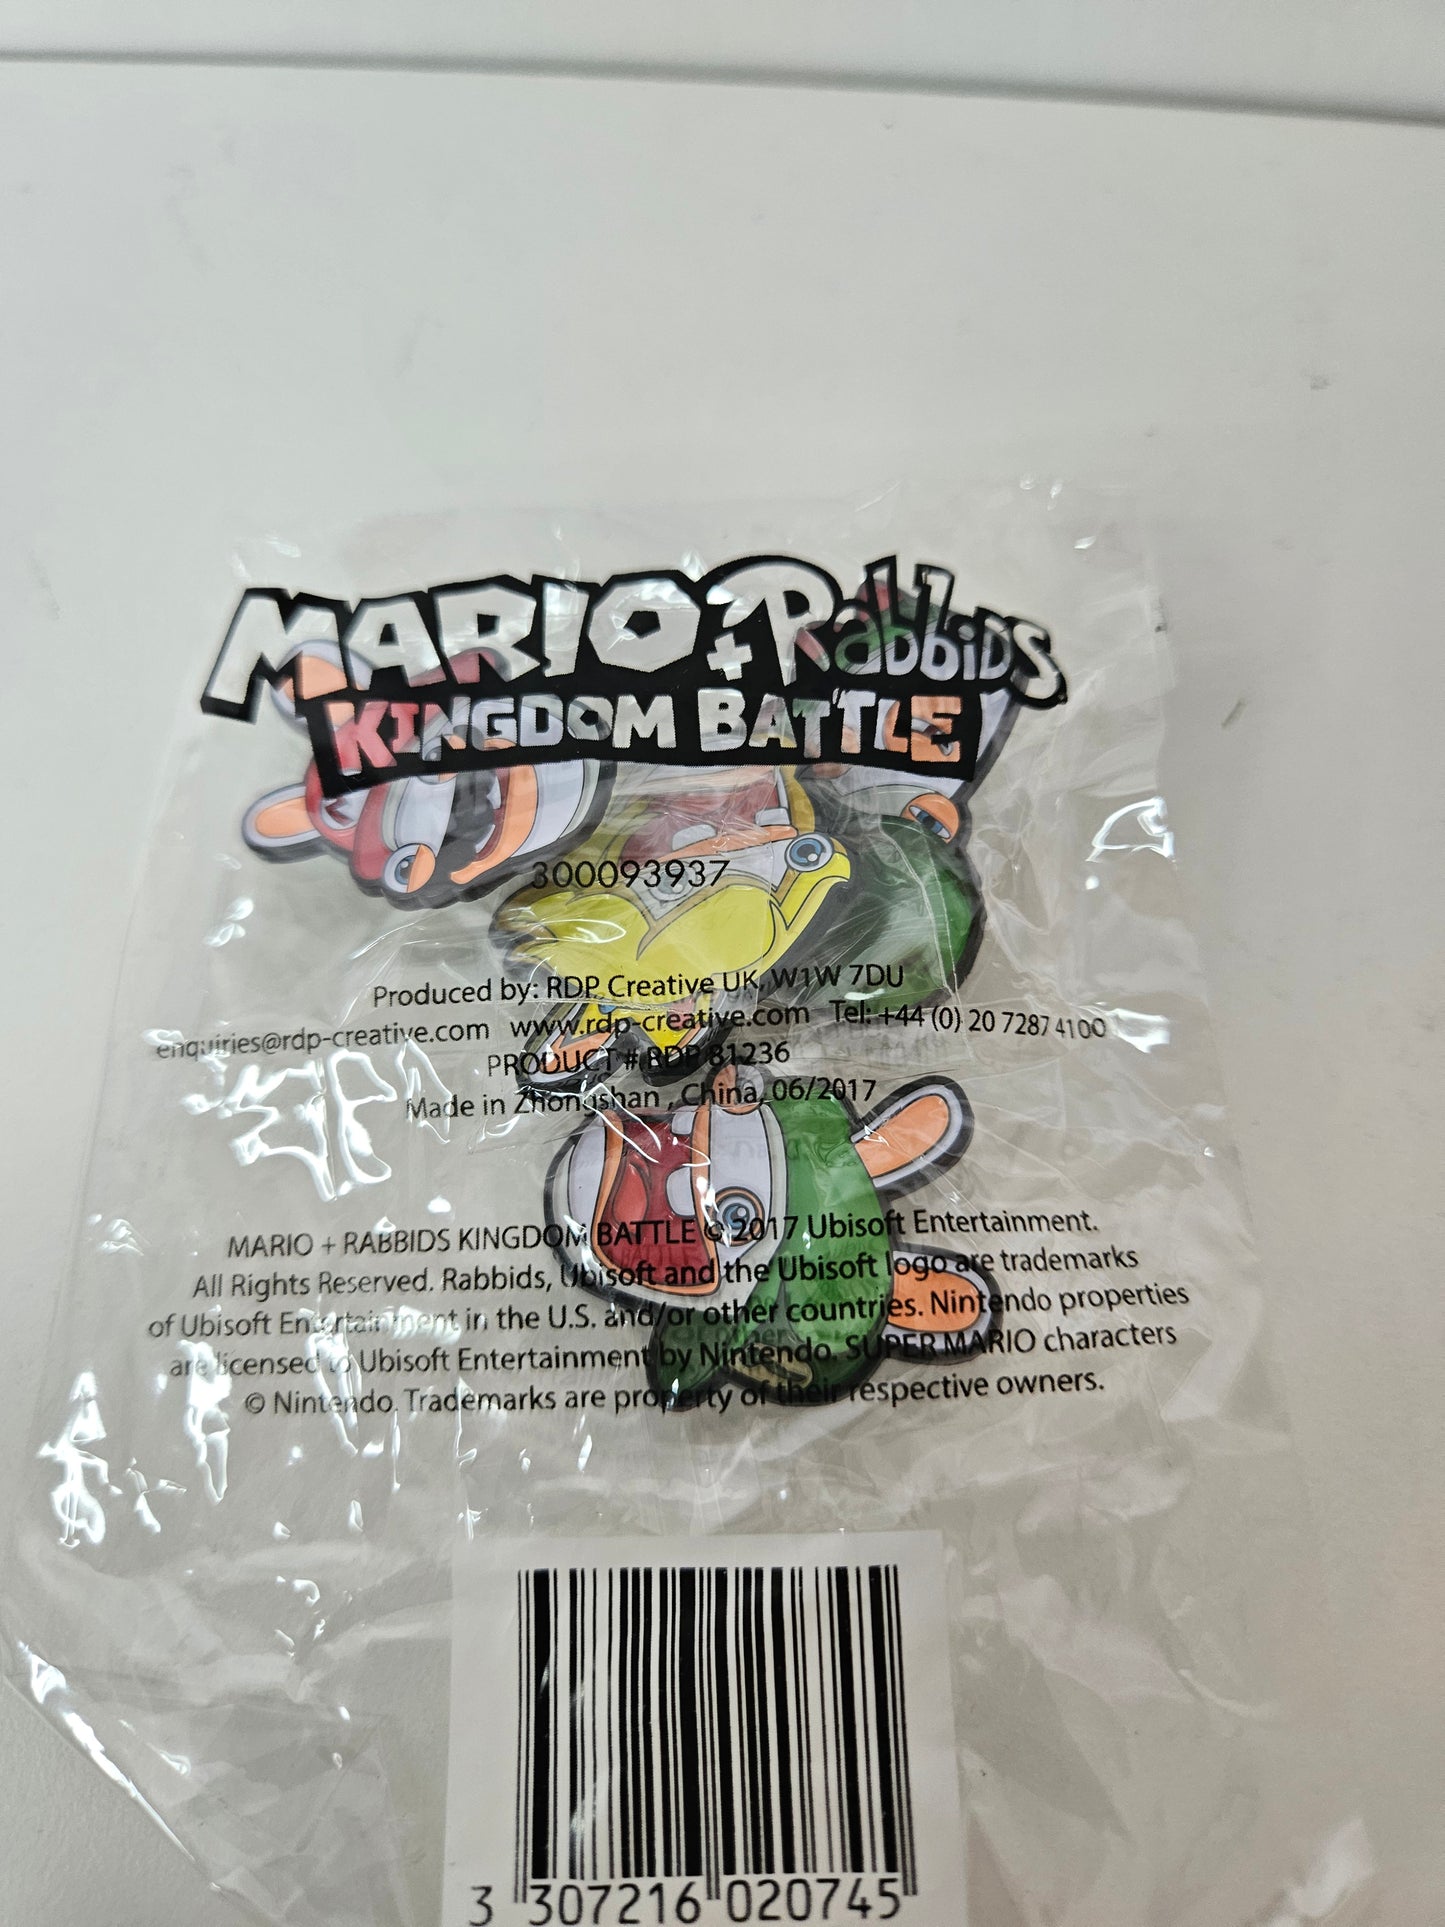 MARIO + Rabbids
KINGDOM BATTLE
300093937
Produced by: RDP Creative UK, W1W 7DU
enquiries@rdp-creative.com www.rdp-creative.com Tel: +44 (0) 20 7287 4100
PRODUCT # RDP 81236
Made in Zhongshan , China, 06/2017
MARIO + RABBIDS KINGDOM BATTLE © 2017 Ubisoft Entertainment.
All Rights Reserved. Rabbids, Ubisoft and the Ubisoft logo are trademarks
of Ubisoft Entertainment in the U.S. and/or other countries. Nintendo properties
are licensed to Ubisoft Entertainment by Nintendo. SUPER MARIO characters
© Nintendo. Trademarks are property of their respective owners.
3 307216 020745